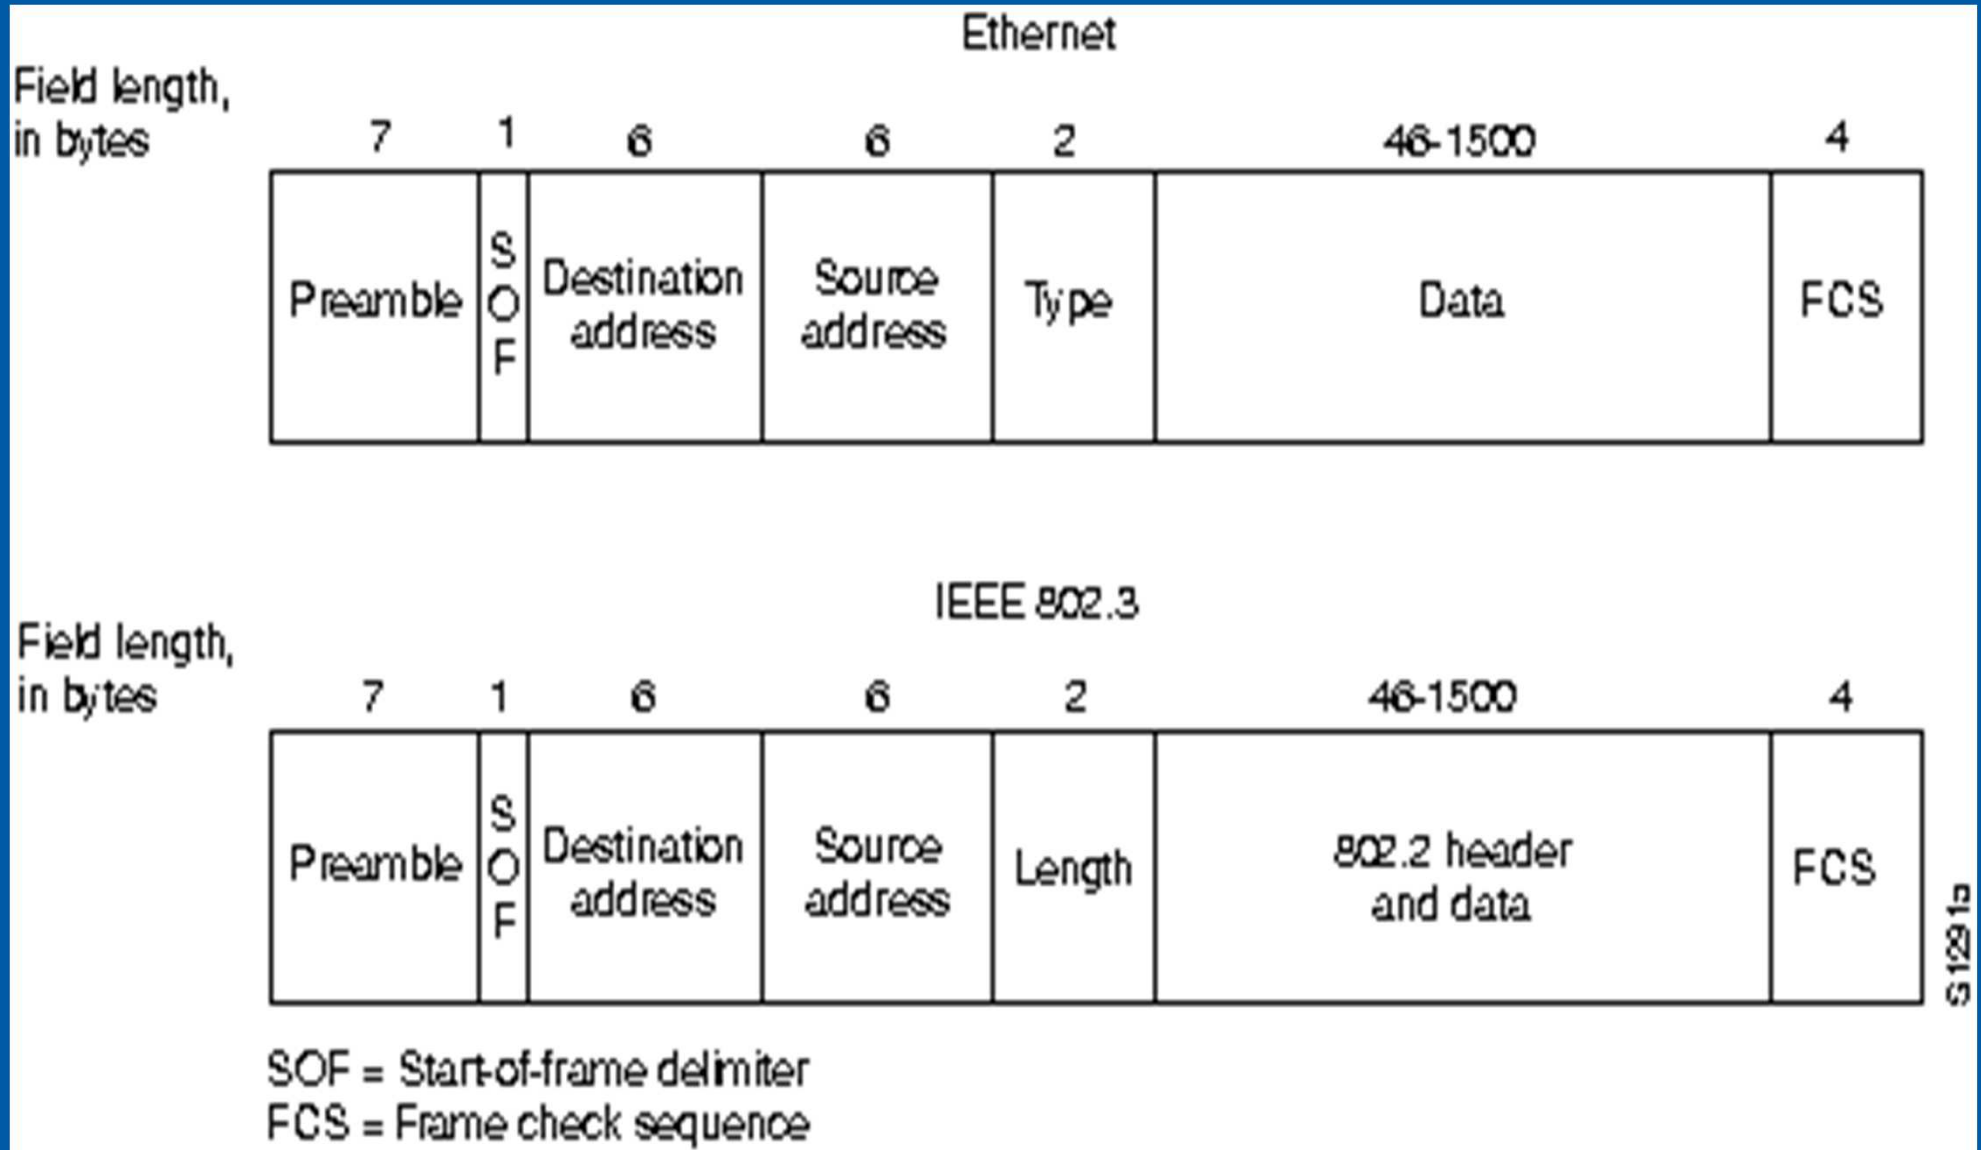 Ethernet
Field length,
in bytes
7 1 6 6 2 46-1500 4
Preamble
SOF
Destination
address
Source
address
Type
Data
FCS
IEEE 802.3
Field length,
in bytes
7 1 6 6 2 46-1500 4
Preamble
SOF
Destination
address
Source
address
Length
802.2 header
and data
FCS
SOF = Start-of-frame delimiter
FCS = Frame check sequence